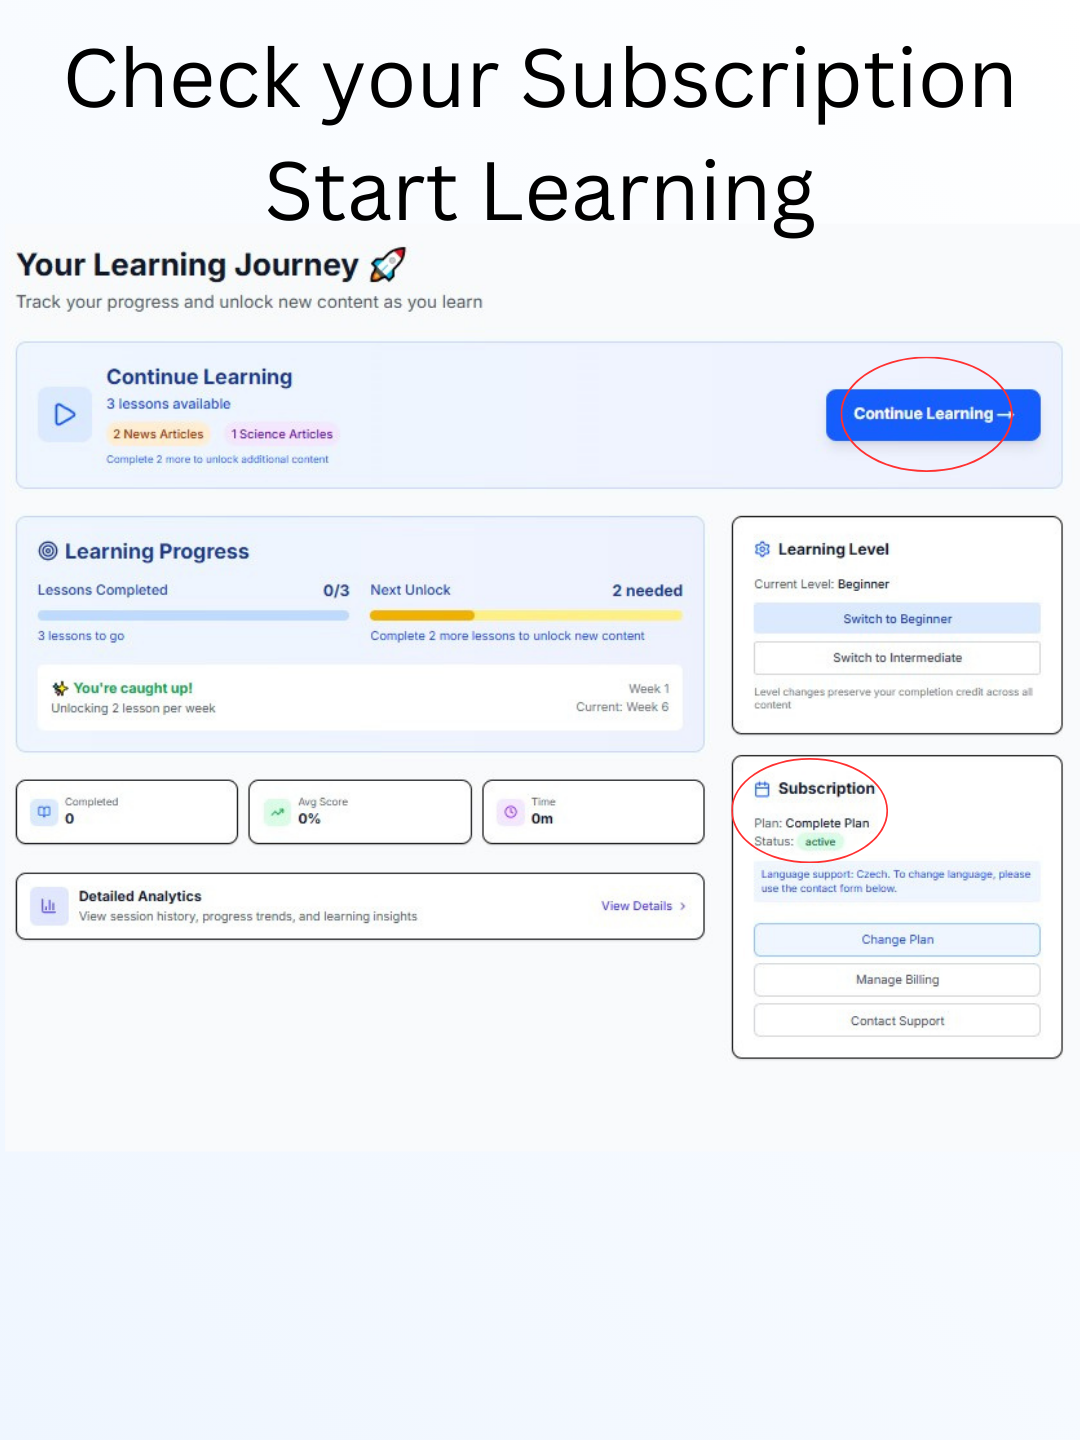 Check your Subscription
Start Learning
Your Learning Journey 🚀
Track your progress and unlock new content as you learn
Continue Learning
3 lessons available
2 News Articles 1 Science Articles
Complete 2 more to unlock additional content
Continue Learning →
Learning Progress
Lessons Completed 0/3
3 lessons to go
Next Unlock 2 needed
Complete 2 more lessons to unlock new content
✨ You're caught up!
Unlocking 2 lesson per week
Week 1
Current: Week 6
Completed
0
Avg Score
0%
Time
0m
Detailed Analytics
View session history, progress trends, and learning insights
View Details >
Learning Level
Current Level: Beginner
Switch to Beginner
Switch to Intermediate
Level changes preserve your completion credit across all
content
Subscription
Plan: Complete Plan
Status: active
Language support: Czech. To change language, please
use the contact form below.
Change Plan
Manage Billing
Contact Support